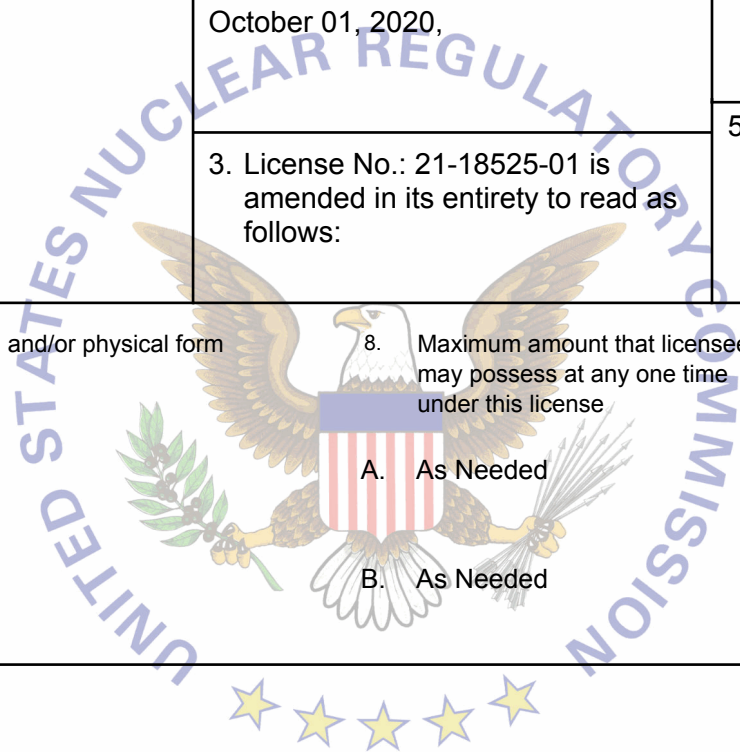 October 01, 2020,
5
3. License No.: 21-18525-01 is
amended in its entirety to read as
follows:
and/or physical form
8. Maximum amount that licensee
may possess at any one time
under this license
A. As Needed
B. As Needed
UNITED STATES NUCLEAR REGULATORY COMMISSION